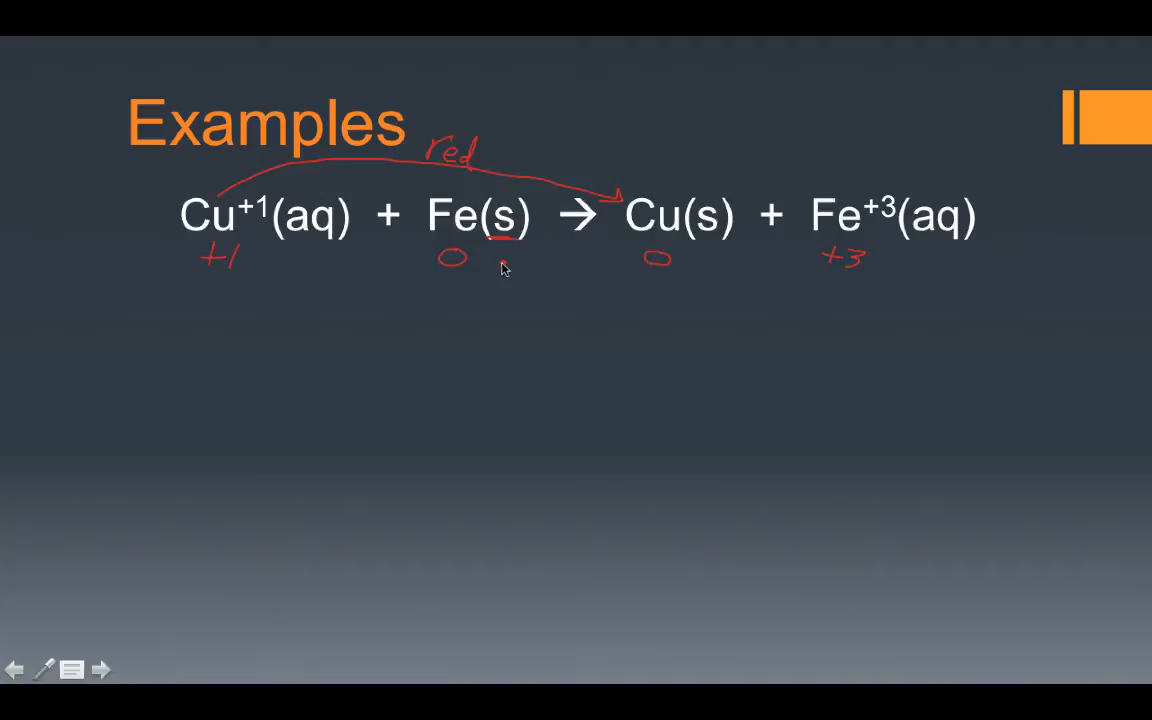 Examples
red
Cu⁺¹(aq) + Fe(s) → Cu(s) + Fe⁺³(aq)
+1 0 0 +3